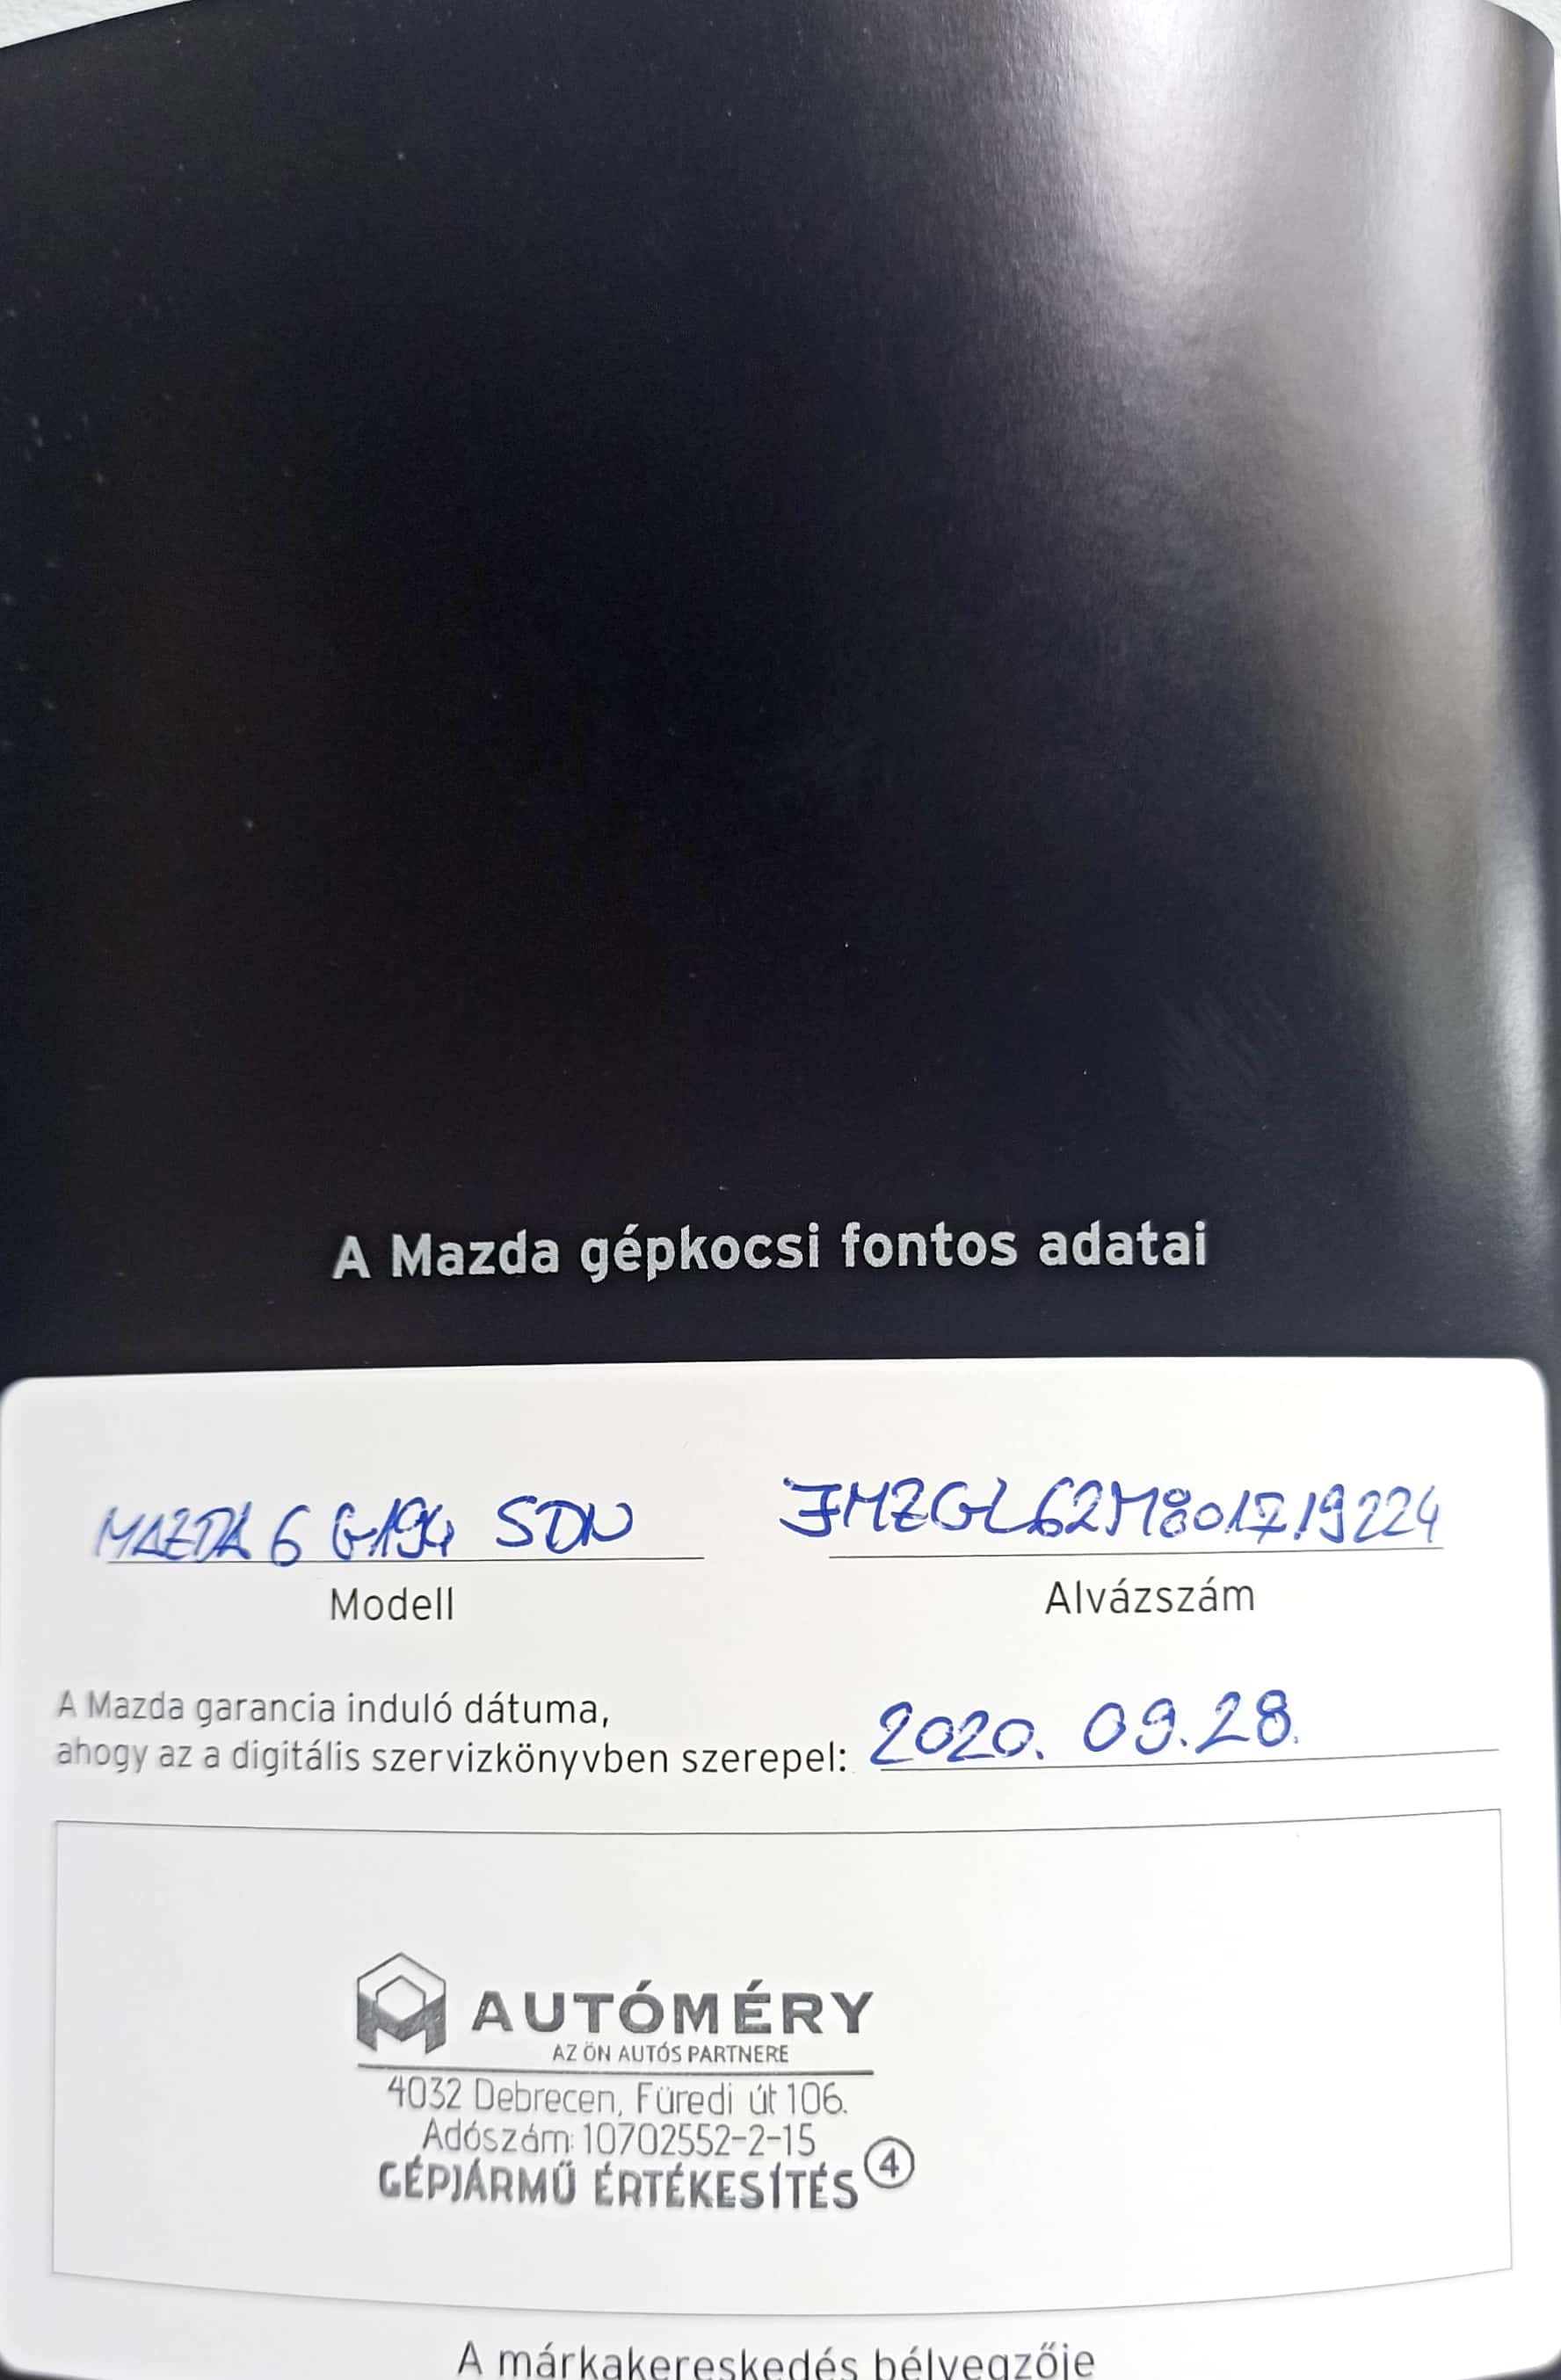 A Mazda gépkocsi fontos adatai
MAZDA 6 G194 SDN JMZGL62M801719224
Modell Alvázszám
A Mazda garancia induló dátuma,
ahogy az a digitális szervizkönyvben szerepel: 2020. 09.28.
AUTÓMÉRY
AZ ÖN AUTÓS PARTNERE
4032 Debrecen, Füredi út 106.
Adószám: 10702552-2-15
GÉPJÁRMŰ ÉRTÉKESÍTÉS 4
A márkakereskedés bélyegzője